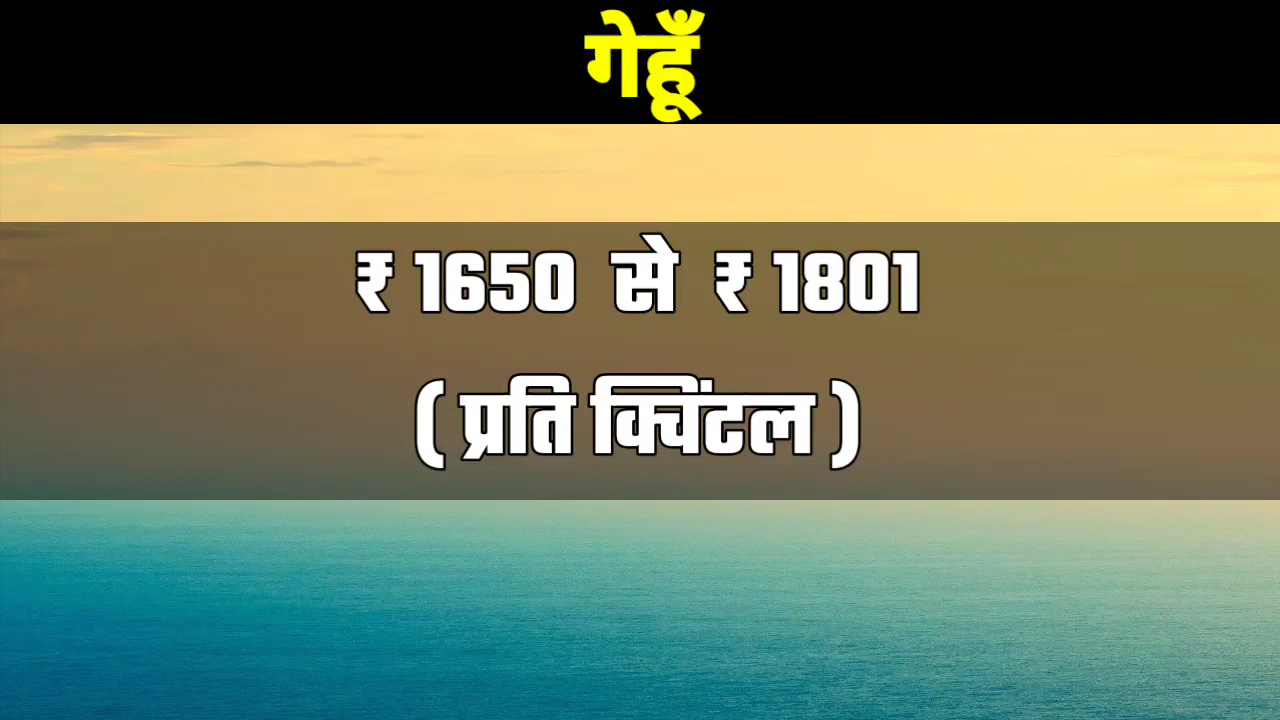 गेहूँ
₹ 1650 से ₹ 1801
( प्रति क्विंटल )